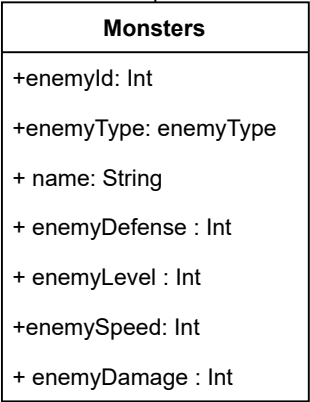 Monsters
+enemyId: Int
+enemyType: enemyType
+ name: String
+ enemyDefense : Int
+ enemyLevel : Int
+enemySpeed: Int
+ enemyDamage : Int